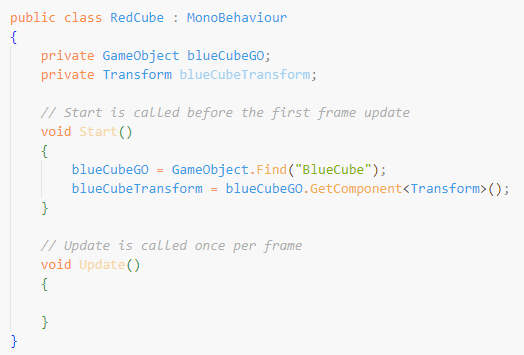 public class RedCube : MonoBehaviour
{
    private GameObject blueCubeGO;
    private Transform blueCubeTransform;

    // Start is called before the first frame update
    void Start()
    {
        blueCubeGO = GameObject.Find("BlueCube");
        blueCubeTransform = blueCubeGO.GetComponent<Transform>();
    }

    // Update is called once per frame
    void Update()
    {

    }
}